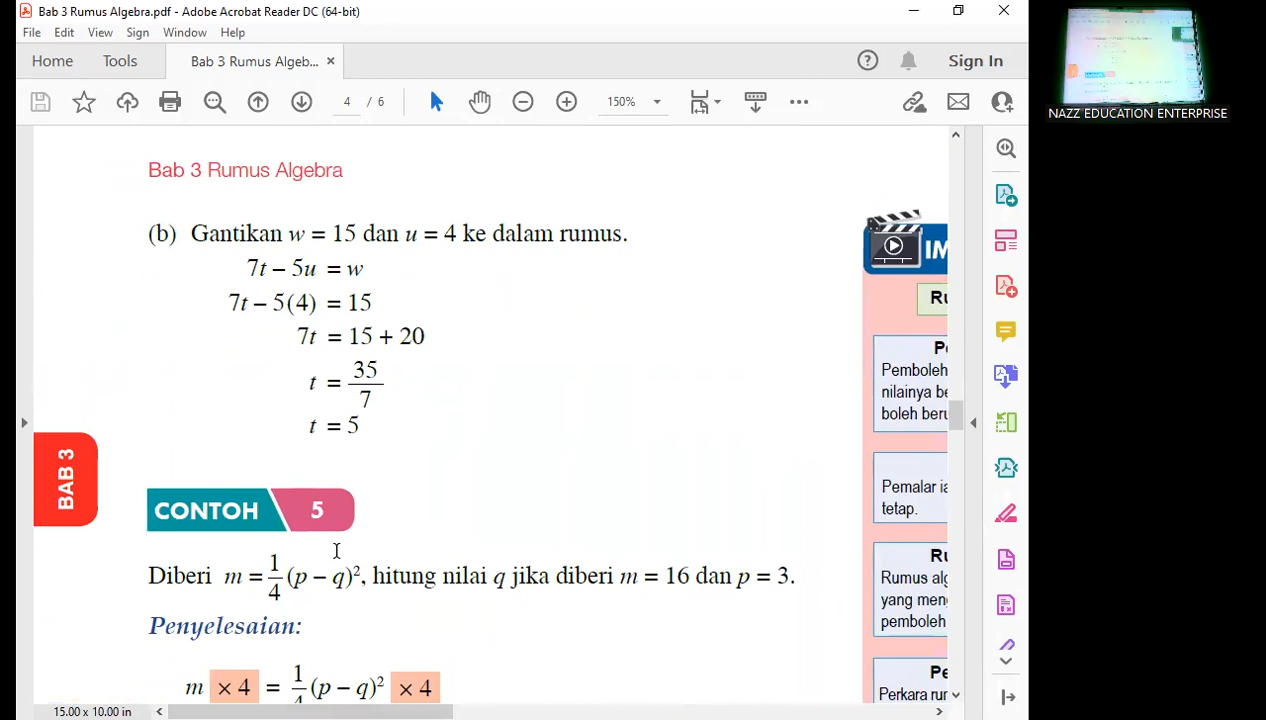 Bab 3 Rumus Algebra.pdf - Adobe Acrobat Reader DC (64-bit)
File Edit View Sign Window Help
Home Tools Bab 3 Rumus Algeb... × Sign In
4 / 6 150%
NAZZ EDUCATION ENTERPRISE
Bab 3 Rumus Algebra
(b) Gantikan w = 15 dan u = 4 ke dalam rumus.
7t – 5u = w
7t – 5(4) = 15
7t = 15 + 20
t = 35/7
t = 5
BAB 3
CONTOH 5
Diberi m = 1/4(p – q)², hitung nilai q jika diberi m = 16 dan p = 3.
Penyelesaian:
m × 4 = 1/4(p – q)² × 4
IM
Ru
Pe
Pemboleh
nilainya be
boleh beru
Pemalar ia
tetap.
Ru
Rumus alg
yang meng
pemboleh
Pe
Perkara rum
15.00 x 10.00 in